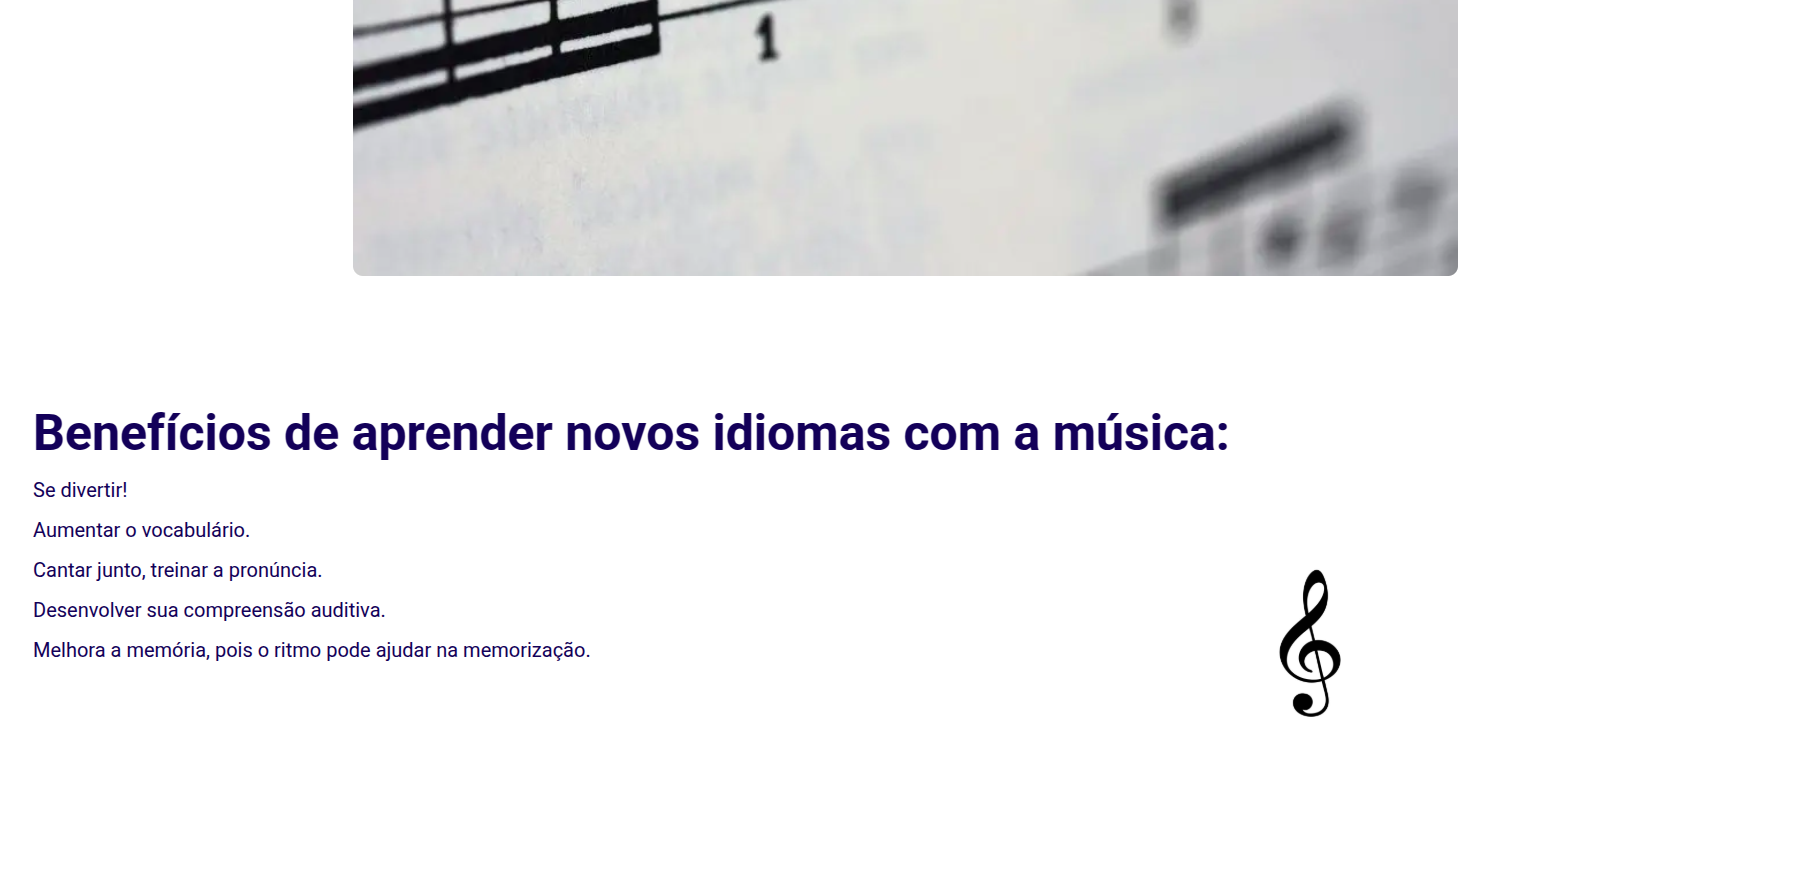 1
Benefícios de aprender novos idiomas com a música:
Se divertir!
Aumentar o vocabulário.
Cantar junto, treinar a pronúncia.
Desenvolver sua compreensão auditiva.
Melhora a memória, pois o ritmo pode ajudar na memorização.